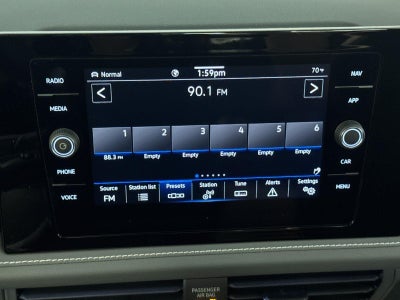 Normal 1:59pm 70°F
RADIO NAV
< 90.1 FM >
MEDIA APP
1 2 3 4 5 6
88.3 FM Empty Empty Empty Empty Empty
PHONE CAR
Source Station list Presets Station Tune Alerts Settings
FM
VOICE MENU
PASSENGER
AIR BAG